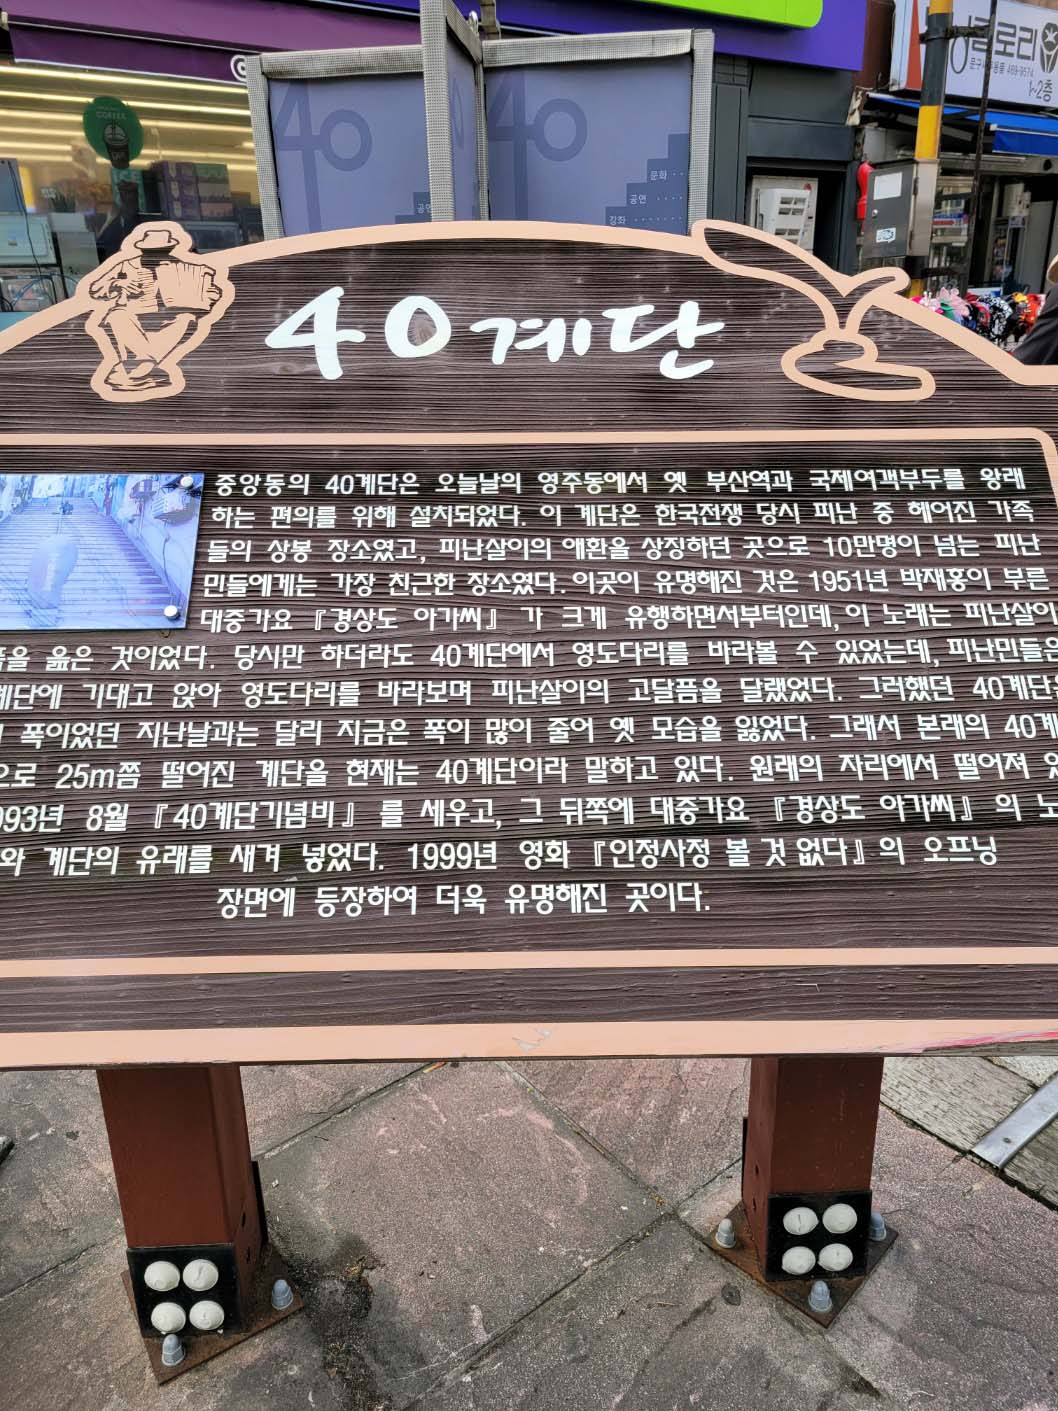 COFFEE
40
40
공연
문화
공연
강좌
문구
469-9574
1~2층
40계단
중앙동의 40계단은 오늘날의 영주동에서 옛 부산역과 국제여객부두를 왕래
하는 편의를 위해 설치되었다. 이 계단은 한국전쟁 당시 피난 중 헤어진 가족
들의 상봉 장소였고, 피난살이의 애환을 상징하던 곳으로 10만명이 넘는 피난
민들에게는 가장 친근한 장소였다. 이곳이 유명해진 것은 1951년 박재홍이 부른
대중가요 『경상도 아가씨』 가 크게 유행하면서부터인데, 이 노래는 피난살이
을 읊은 것이었다. 당시만 하더라도 40계단에서 영도다리를 바라볼 수 있었는데, 피난민들은
계단에 기대고 앉아 영도다리를 바라보며 피난살이의 고달픔을 달랬었다. 그러했던 40계단은
폭이었던 지난날과는 달리 지금은 폭이 많이 줄어 옛 모습을 잃었다. 그래서 본래의 40계
으로 25m쯤 떨어진 계단을 현재는 40계단이라 말하고 있다. 원래의 자리에서 떨어져
993년 8월 『40계단기념비』 를 세우고, 그 뒤쪽에 대중가요 『경상도 아가씨』 의 노
와 계단의 유래를 새겨 넣었다. 1999년 영화 『인정사정 볼 것 없다』의 오프닝
장면에 등장하여 더욱 유명해진 곳이다.